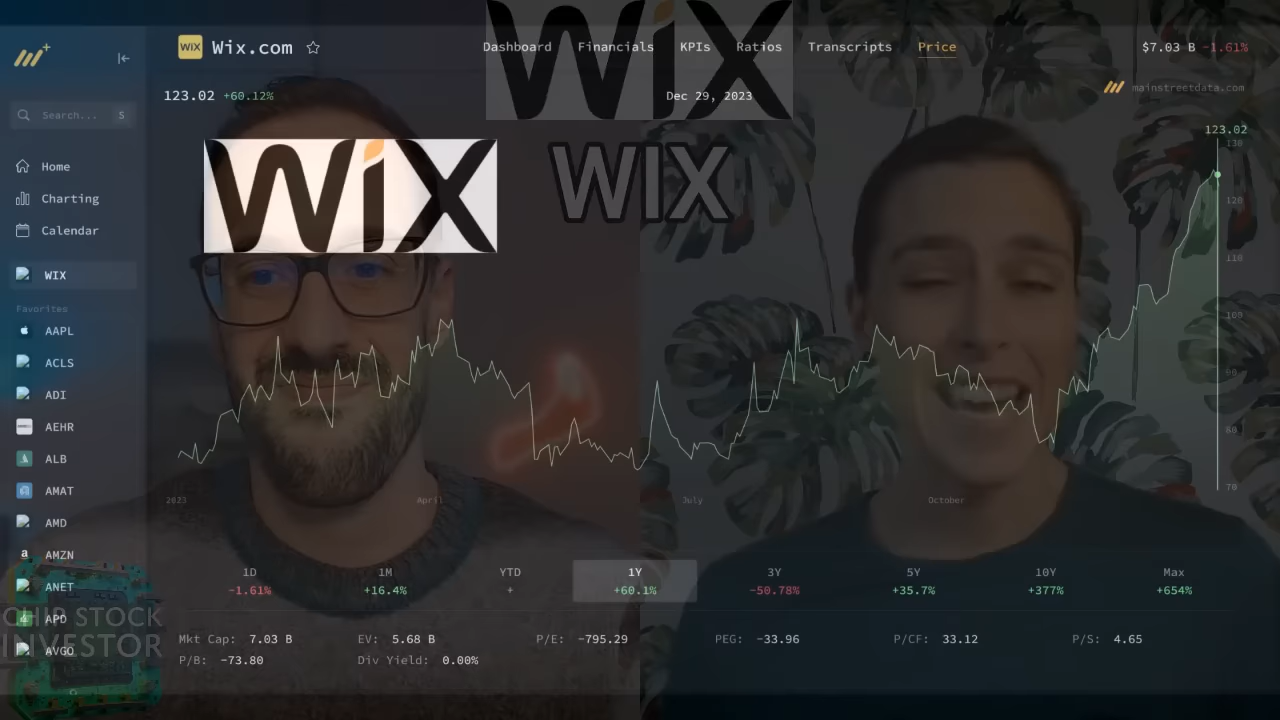 WiX
WIX Wix.com Dashboard Financials KPIs Ratios Transcripts Price $7.03 B -1.61%
mainstreetdata.com
123.02 +60.12% Dec 29, 2023
Search... S
123.02
130
WiX
WIX
Home
Charting
120
Calendar
110
WIX
Favorites
100
AAPL
ACLS
90
ADI
AEHR
80
ALB
70
AMAT
2023 April July October
AMD
AMZN
1D 1M YTD 1Y 3Y 5Y 10Y Max
-1.61% +16.4% + +60.1% -50.78% +35.7% +377% +654%
ANET
APD
CHIP STOCK
INVESTOR
AVGO
Mkt Cap: 7.03 B EV: 5.68 B P/E: -795.29 PEG: -33.96 P/CF: 33.12 P/S: 4.65
P/B: -73.80 Div Yield: 0.00%